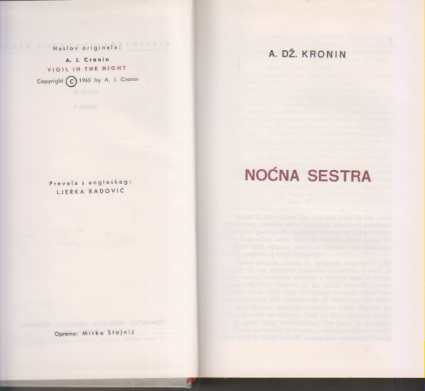 Naslov originala:
A. J. Cronin
VIGIL IN THE NIGHT
Copyright © 1965 by A. J. Cronin
Prevela s engleskog:
LJERKA RADOVIĆ
Oprema: Mirko Stojnić
A. DŽ. KRONIN
NOĆNA SESTRA